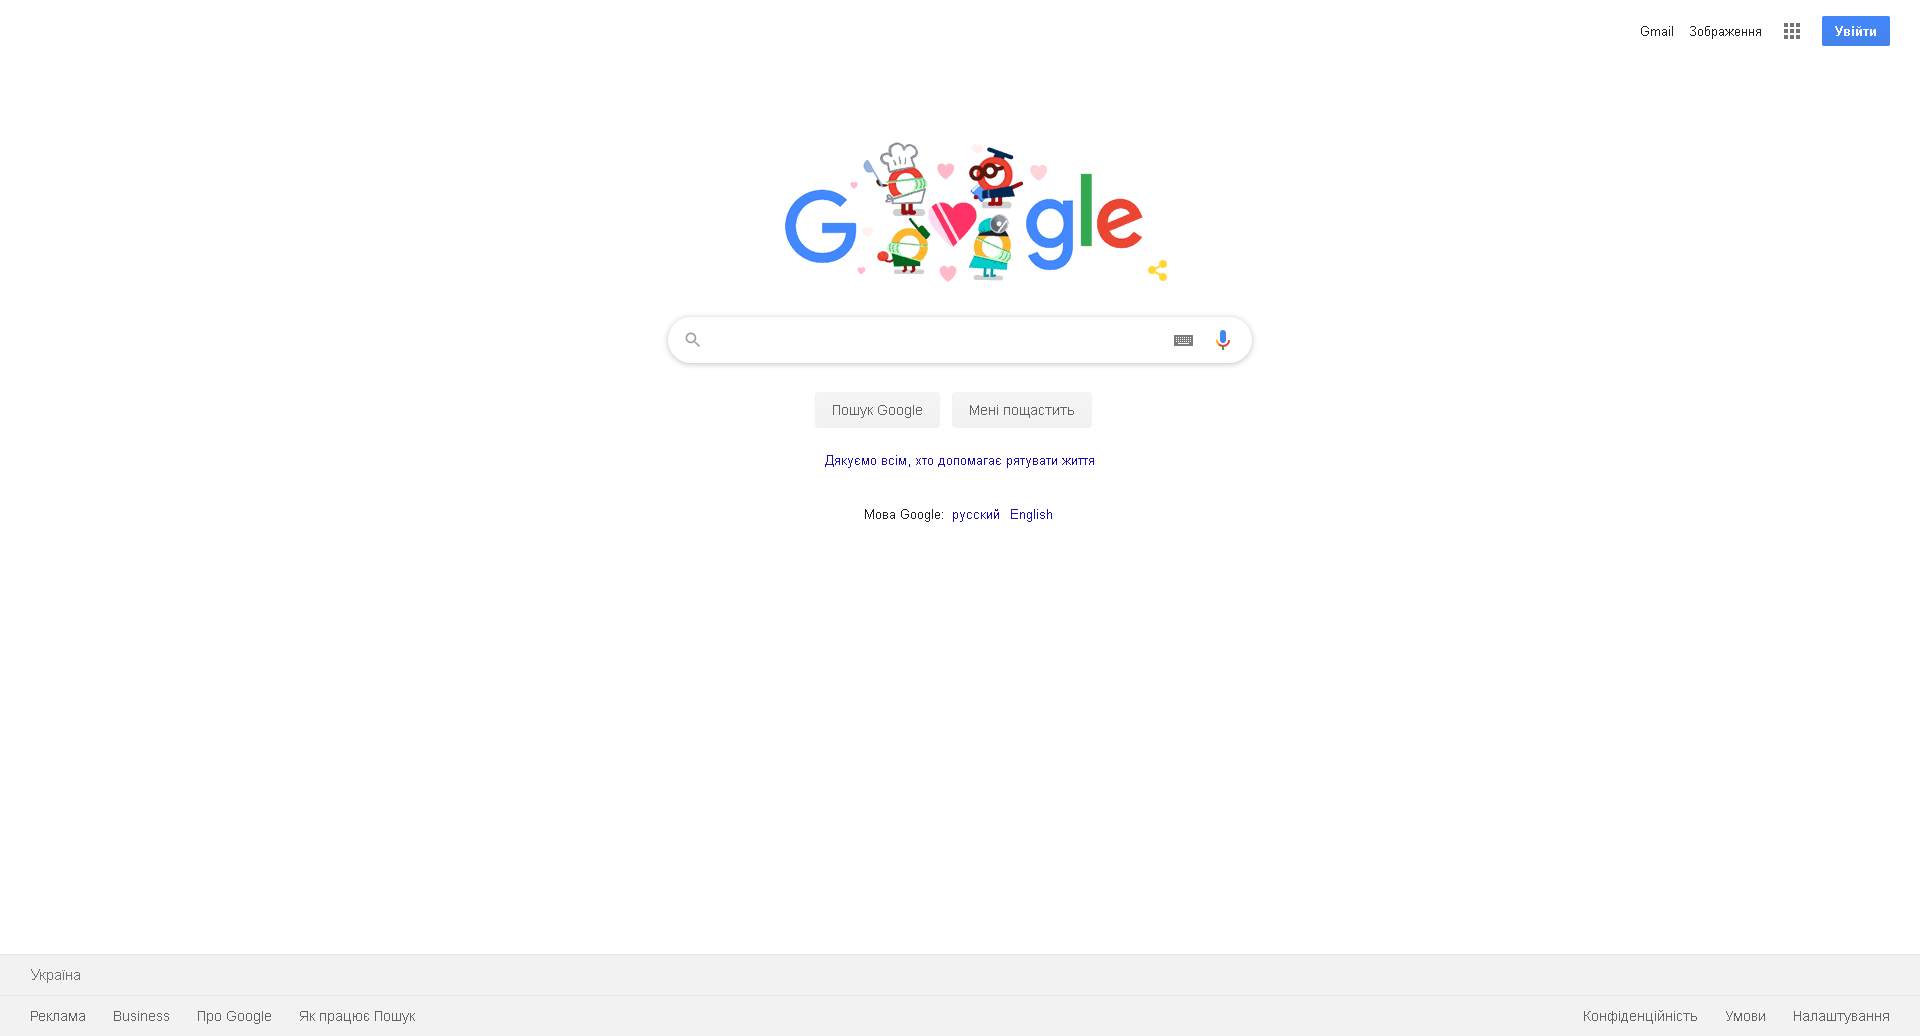 Gmail Зображення Увійти
Google
Пошук Google Мені пощастить
Дякуємо всім, хто допомагає рятувати життя
Мова Google: русский English
Україна
Реклама Business Про Google Як працює Пошук Конфіденційність Умови Налаштування